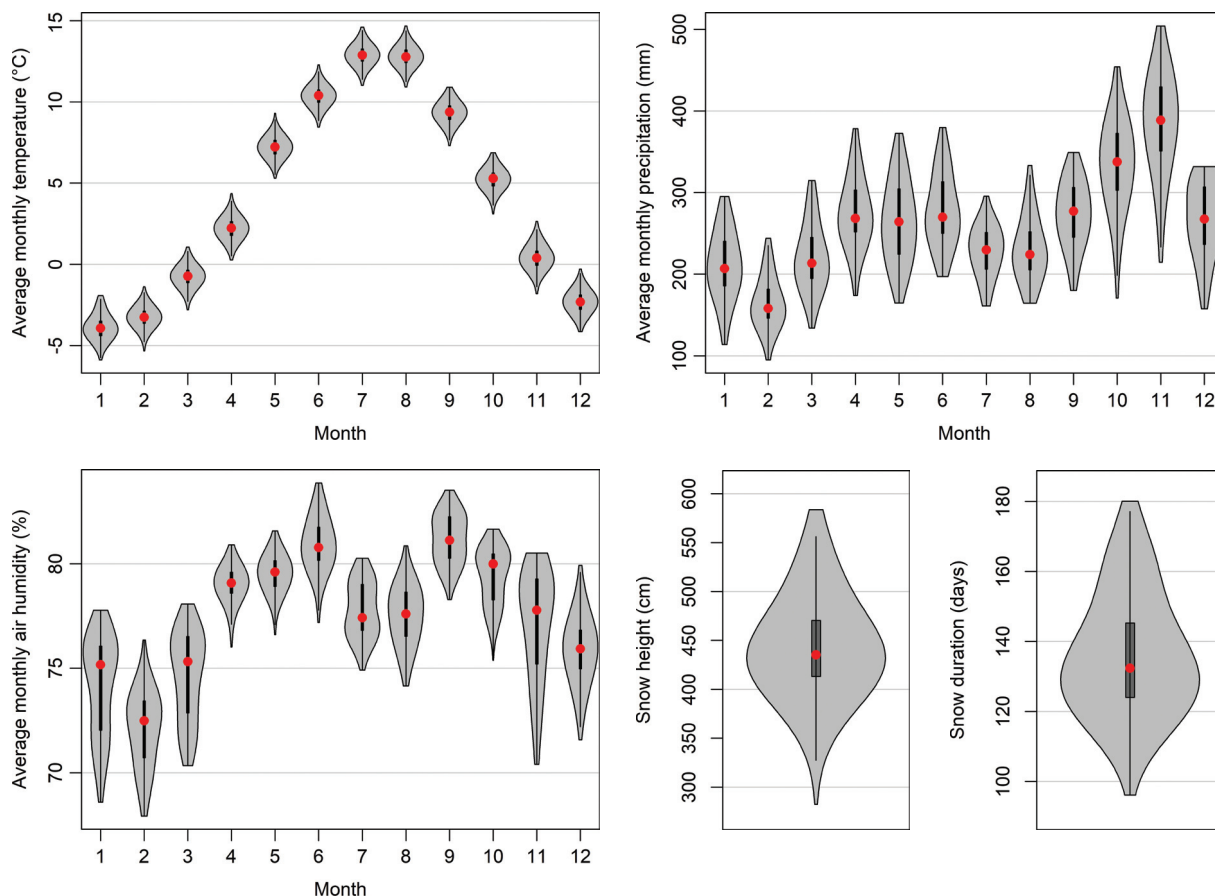 Average monthly temperature (°C)
15
10
5
0
-5
1 2 3 4 5 6 7 8 9 10 11 12
Month
Average monthly precipitation (mm)
500
400
300
200
100
1 2 3 4 5 6 7 8 9 10 11 12
Month
Average monthly air humidity (%)
80
75
70
1 2 3 4 5 6 7 8 9 10 11 12
Month
Snow height (cm)
600
550
500
450
400
350
300
Snow duration (days)
180
160
140
120
100